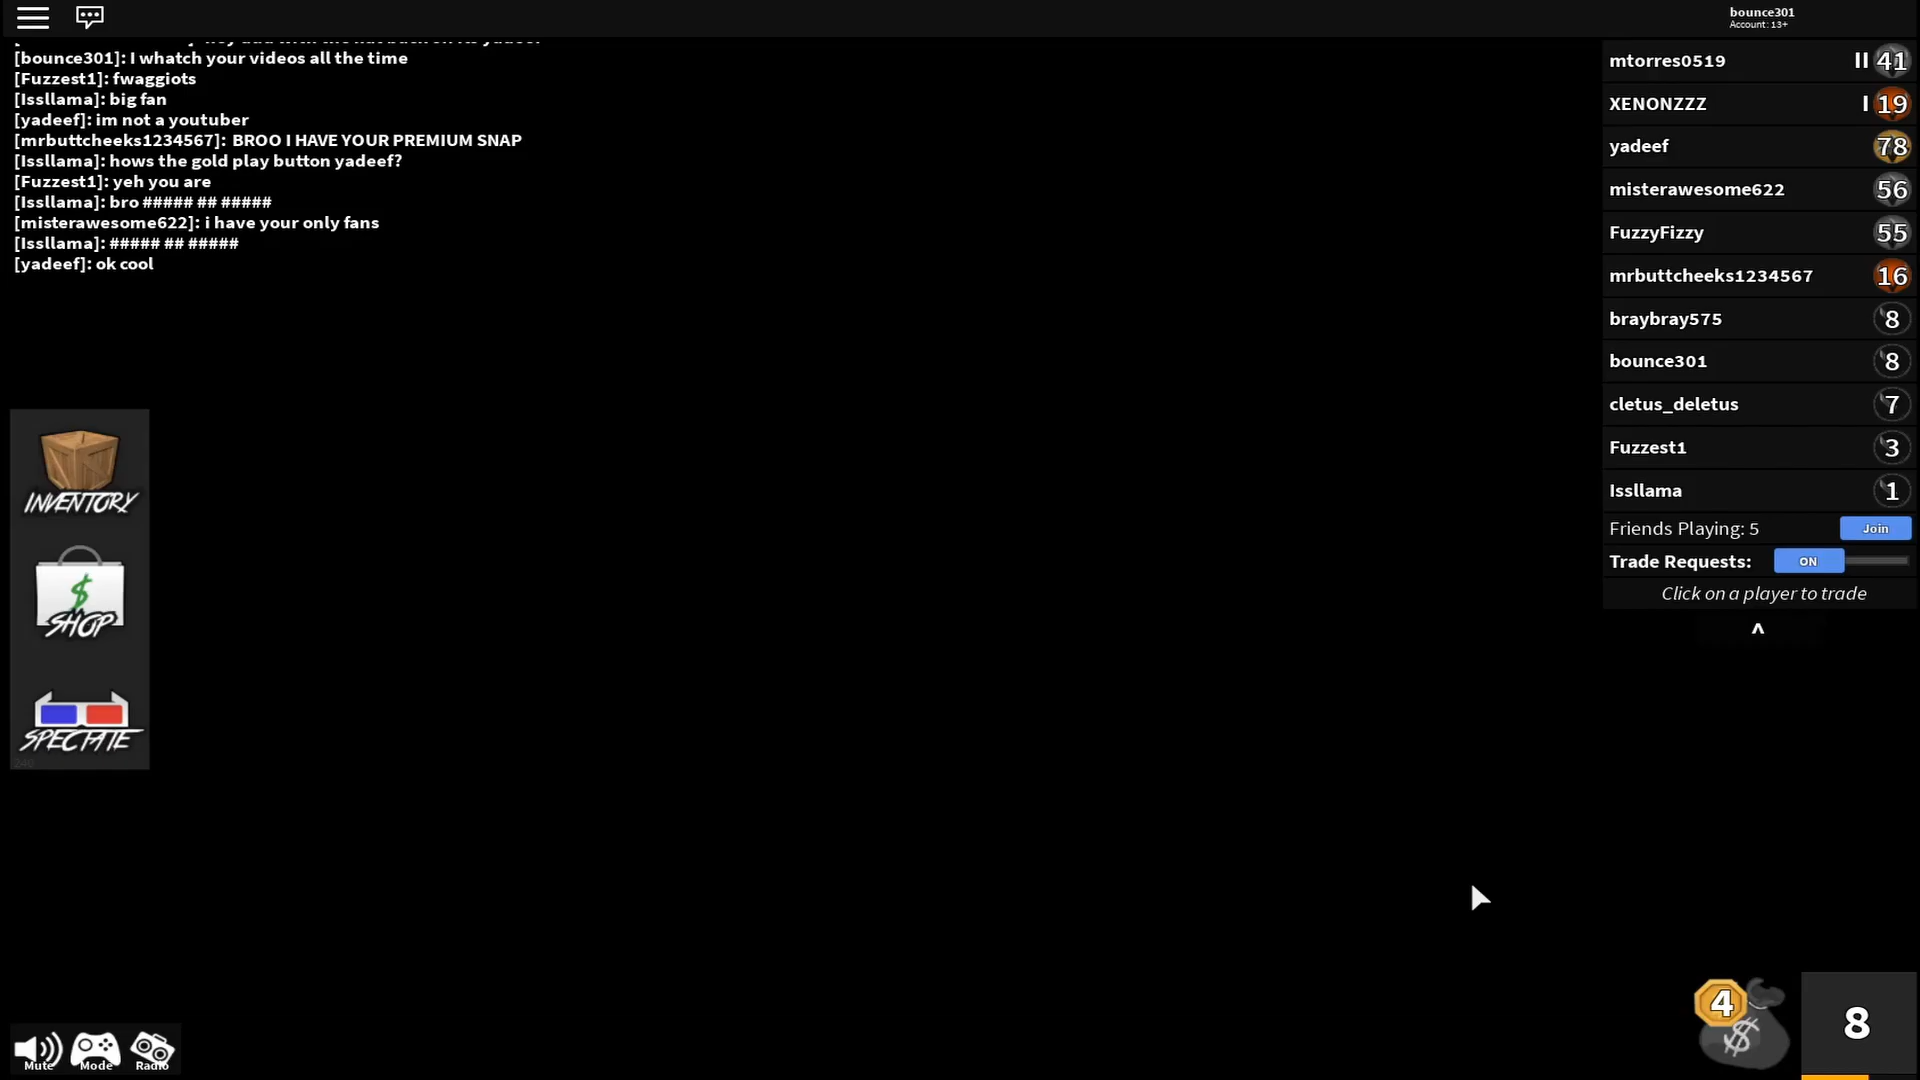 bounce301
Account: 13+
[bounce301]: I whatch your videos all the time
[Fuzzest1]: fwaggiots
[Issllama]: big fan
[yadeef]: im not a youtuber
[mrbuttcheeks1234567]: BROO I HAVE YOUR PREMIUM SNAP
[Issllama]: hows the gold play button yadeef?
[Fuzzest1]: yeh you are
[Issllama]: bro ##### ## #####
[misterawesome622]: i have your only fans
[Issllama]: ##### ## #####
[yadeef]: ok cool
mtorres0519 II 41
XENONZZZ I 19
yadeef 78
misterawesome622 56
FuzzyFizzy 55
mrbuttcheeks1234567 16
braybray575 8
bounce301 8
cletus_deletus 7
Fuzzest1 3
Issllama 1
Friends Playing: 5 Join
Trade Requests: ON
Click on a player to trade
^
INVENTORY
$
SHOP
SPECTATE
240
Mute Mode Radio
4
$
8